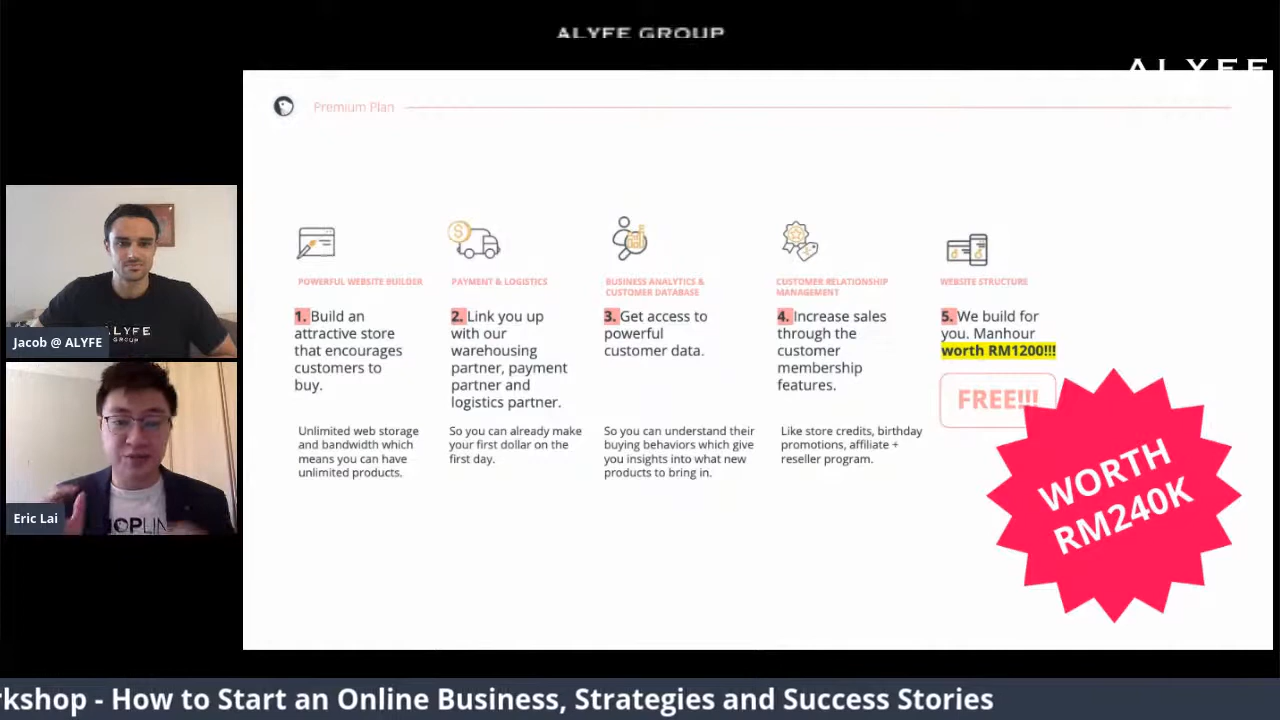 ALYFE GROUP
ALYFE
Premium Plan
POWERFUL WEBSITE BUILDER
1. Build an
attractive store
that encourages
customers to
buy.
Unlimited web storage
and bandwidth which
means you can have
unlimited products.
PAYMENT & LOGISTICS
2. Link you up
with our
warehousing
partner, payment
partner and
logistics partner.
So you can already make
your first dollar on the
first day.
BUSINESS ANALYTICS &
CUSTOMER DATABASE
3. Get access to
powerful
customer data.
So you can understand their
buying behaviors which give
you insights into what new
products to bring in.
CUSTOMER RELATIONSHIP
MANAGEMENT
4. Increase sales
through the
customer
membership
features.
Like store credits, birthday
promotions, affiliate +
reseller program.
WEBSITE STRUCTURE
5. We build for
you. Manhour
worth RM1200!!!
FREE!!!
WORTH
RM240K
ALYFE
GROUP
Jacob @ ALYFE
HOPLIN
Eric Lai
rkshop - How to Start an Online Business, Strategies and Success Stories